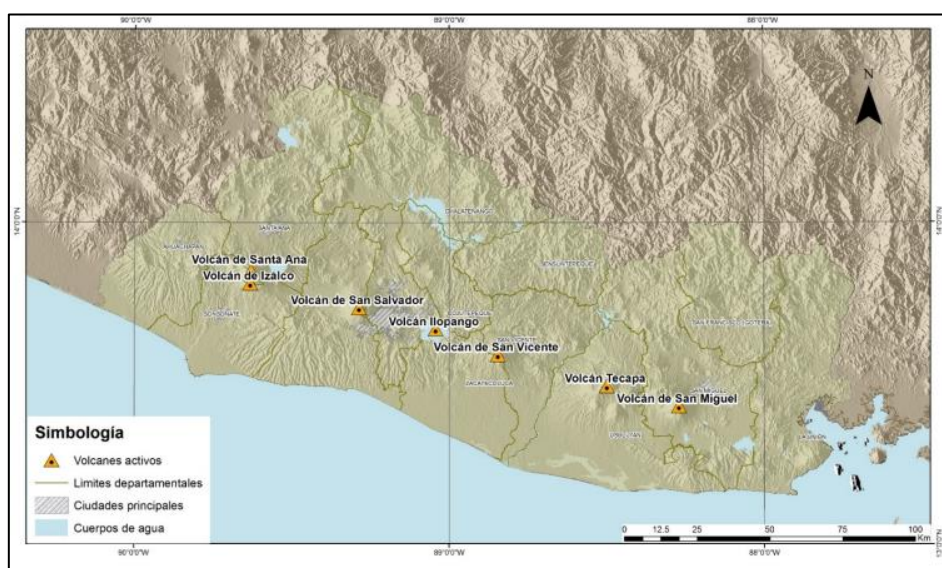 90°0'0"W 89°0'0"W 88°0'0"W
N
14°0'0"N
14°0'0"N
CHALATENANGO
SANTA ANA
AHUACHAPAN
SENSUNTEPEQUE
Volcán de Santa Ana
Volcán de Izalco
Volcán de San Salvador
SONSONATE
COJUTEPEQUE
Volcán Ilopango
SAN VICENTE
Volcán de San Vicente
SAN FRANCISCO (GOTERA)
ZACATECOLUCA
Volcán Tecapa
SAN MIGUEL
Volcán de San Miguel
USULUTAN
LA UNION
Simbología
Volcanes activos
Limites departamentales
Ciudades principales
Cuerpos de agua
0 12.5 25 50 75 100
Km
13°0'0"N
90°0'0"W 89°0'0"W 88°0'0"W